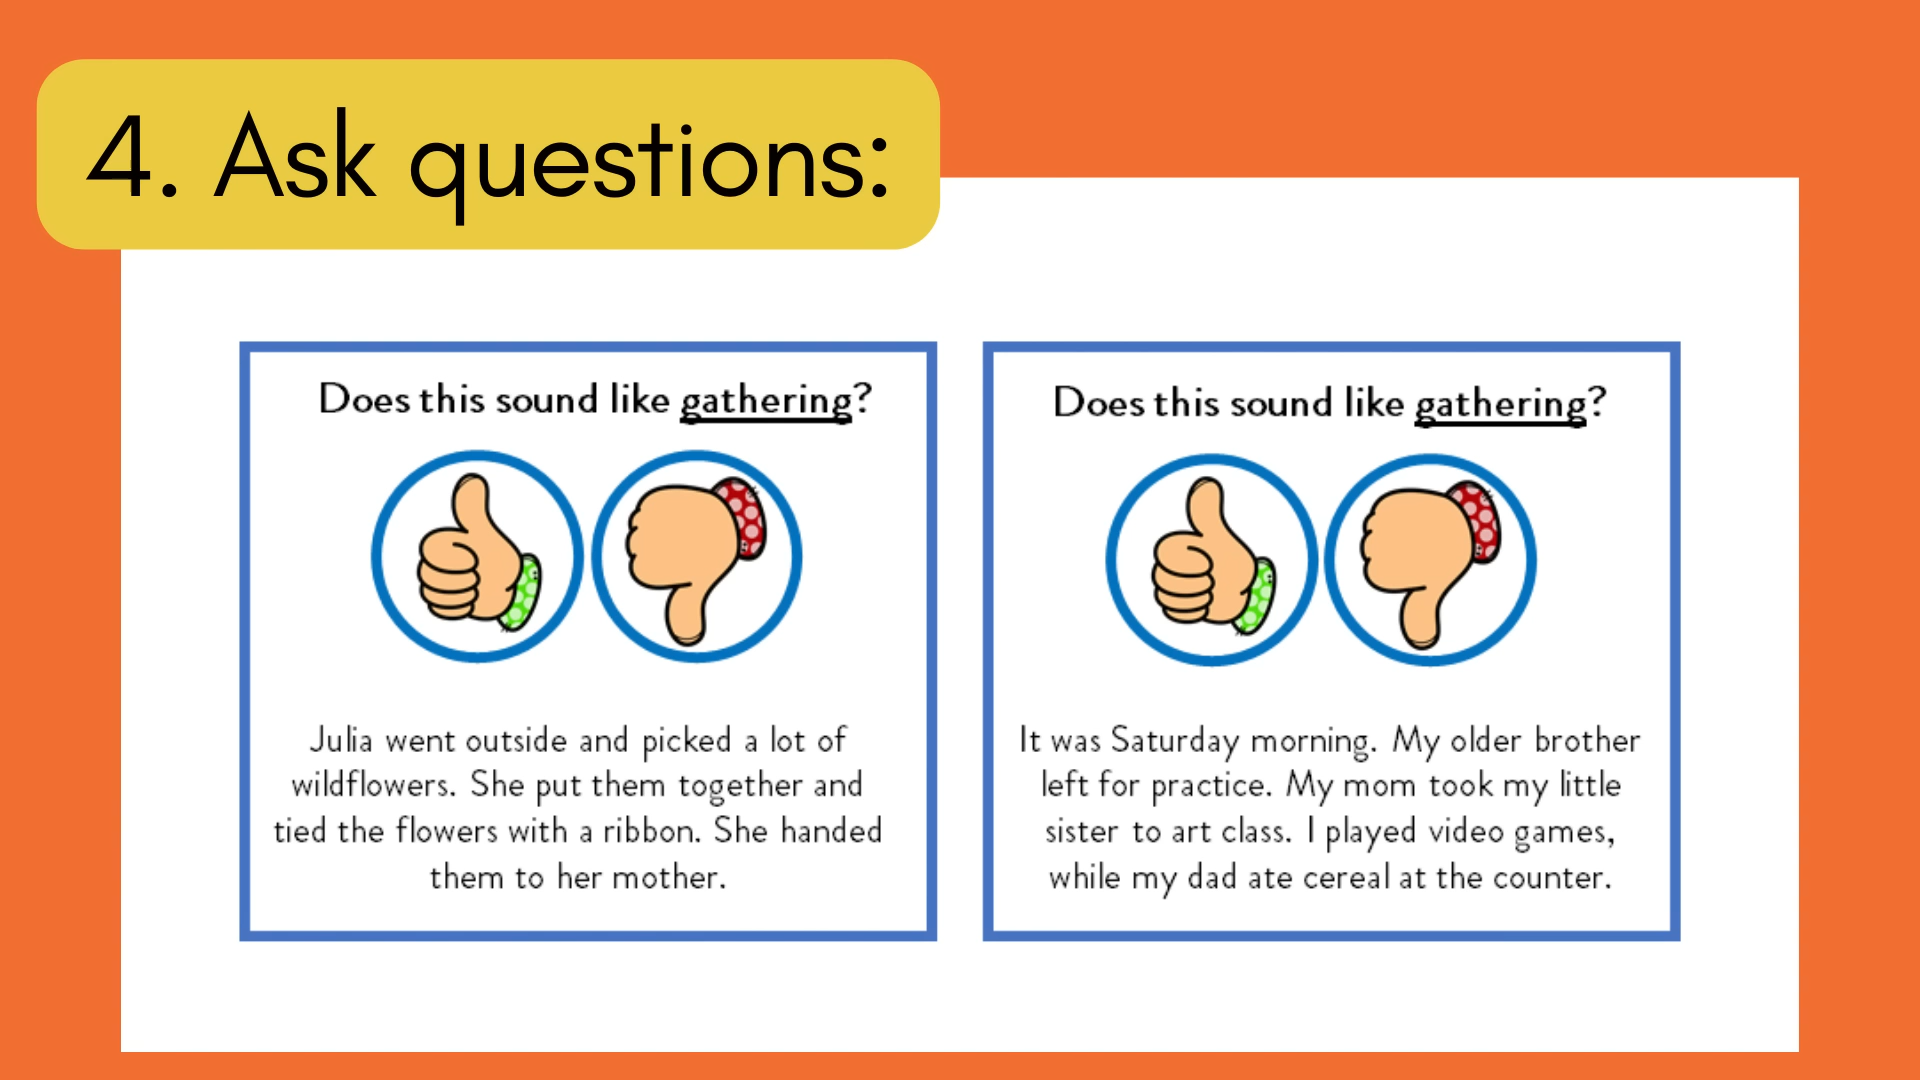 4. Ask questions:
Does this sound like gathering?
Julia went outside and picked a lot of
wildflowers. She put them together and
tied the flowers with a ribbon. She handed
them to her mother.
Does this sound like gathering?
It was Saturday morning. My older brother
left for practice. My mom took my little
sister to art class. I played video games,
while my dad ate cereal at the counter.